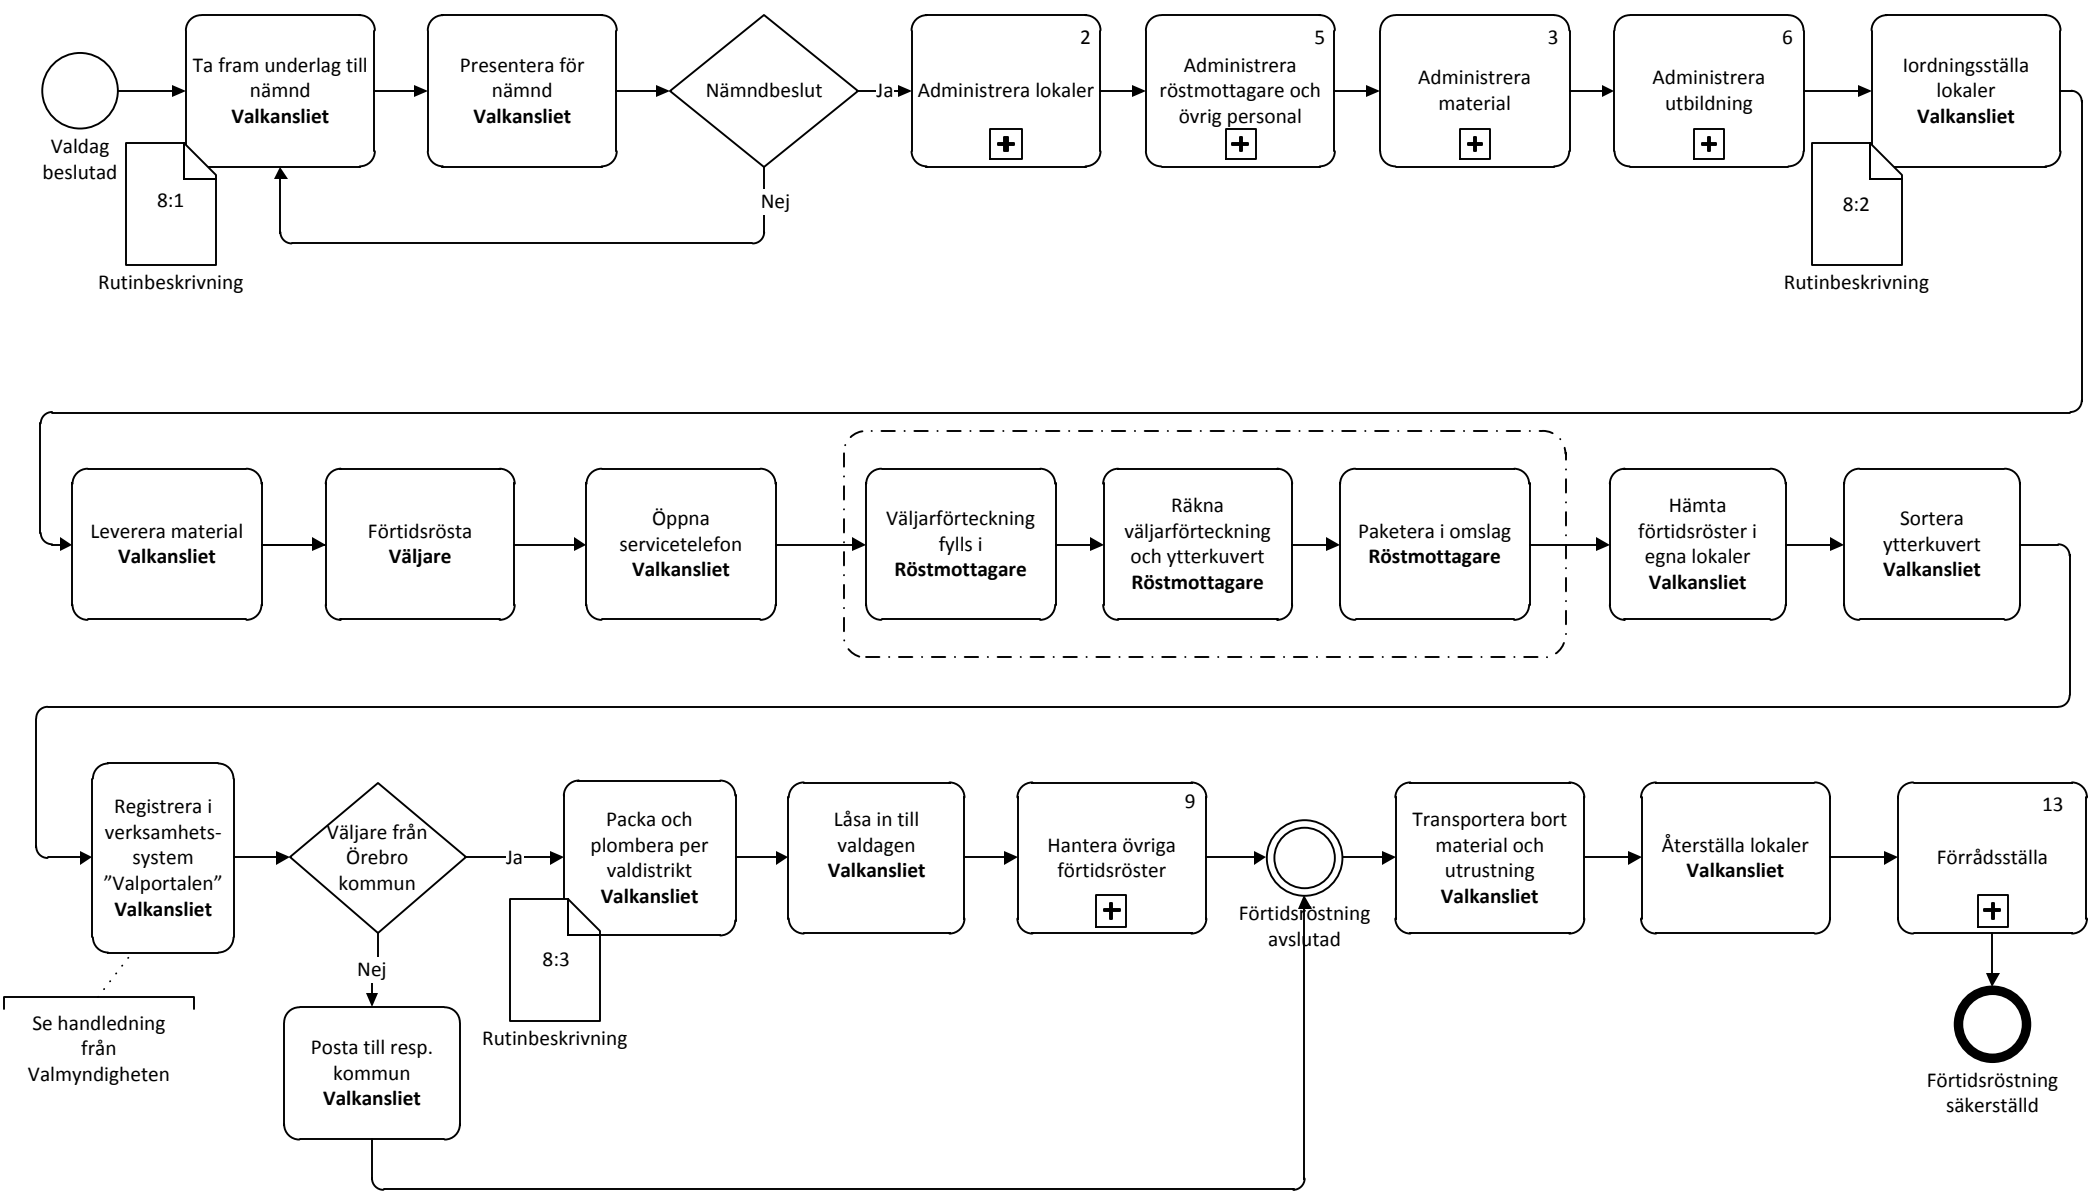 Valdag
beslutad
Ta fram underlag till
nämnd
Valkansliet
8:1
Rutinbeskrivning
Presentera för
nämnd
Valkansliet
Nämndbeslut
Ja
Nej
2
Administrera lokaler
5
Administrera
röstmottagare och
övrig personal
3
Administrera
material
6
Administrera
utbildning
Iordningsställa
lokaler
Valkansliet
8:2
Rutinbeskrivning
Leverera material
Valkansliet
Förtidsrösta
Väljare
Öppna
servicetelefon
Valkansliet
Väljarförteckning
fylls i
Röstmottagare
Räkna
väljarförteckning
och ytterkuvert
Röstmottagare
Paketera i omslag
Röstmottagare
Hämta
förtidsröster i
egna lokaler
Valkansliet
Sortera
ytterkuvert
Valkansliet
Registrera i
verksamhets-
system
”Valportalen”
Valkansliet
Se handledning
från
Valmyndigheten
Väljare från
Örebro
kommun
Ja
Nej
Posta till resp.
kommun
Valkansliet
Packa och
plombera per
valdistrikt
Valkansliet
8:3
Rutinbeskrivning
Låsa in till
valdagen
Valkansliet
9
Hantera övriga
förtidsröster
Förtidsröstning
avslutad
Transportera bort
material och
utrustning
Valkansliet
Återställa lokaler
Valkansliet
13
Förrådsställa
Förtidsröstning
säkerställd